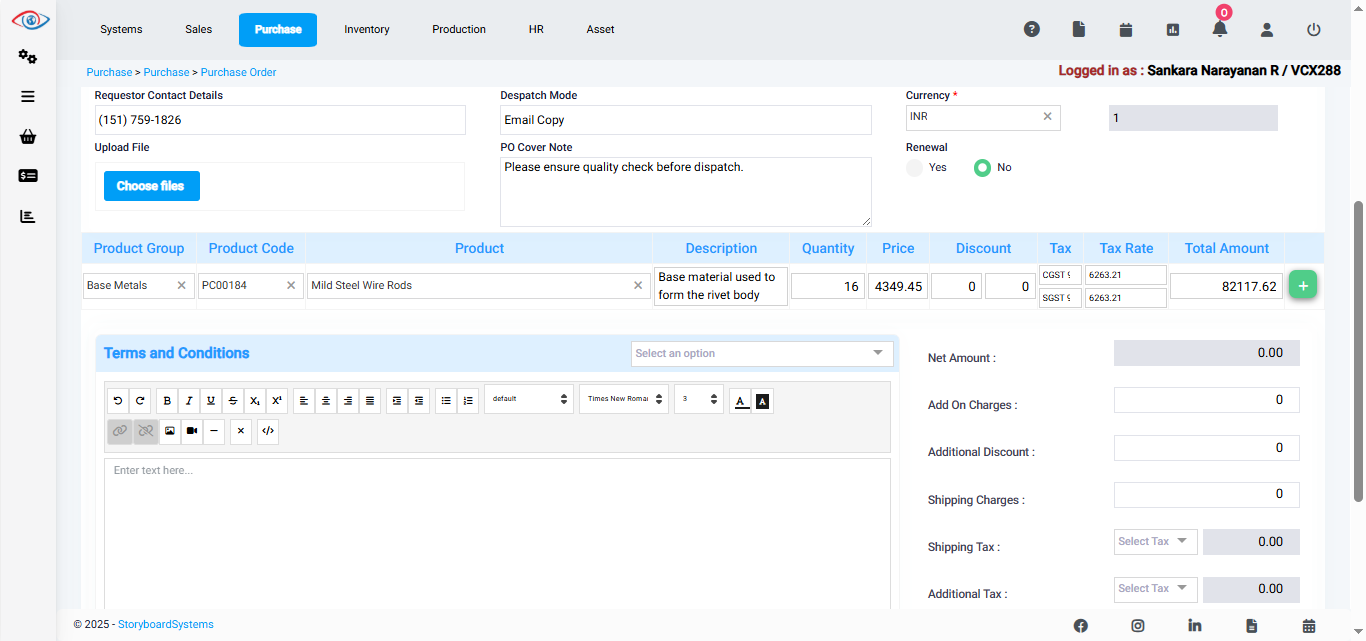 Systems Sales Purchase Inventory Production HR Asset 0
Purchase > Purchase > Purchase Order
Logged in as : Sankara Narayanan R / VCX288
Requestor Contact Details Despatch Mode Currency *
(151) 759-1826 Email Copy INR 1
Upload File PO Cover Note Renewal
Choose files Please ensure quality check before dispatch. Yes No
Product Group Product Code Product Description Quantity Price Discount Tax Tax Rate Total Amount
Base Metals PC00184 Mild Steel Wire Rods Base material used to 16 4349.45 0 0 CGST 9 6263.21 82117.62 +
form the rivet body SGST 9 6263.21
Terms and Conditions Select an option
default Times New Roma 3
Enter text here...
Net Amount : 0.00
Add On Charges : 0
Additional Discount : 0
Shipping Charges : 0
Shipping Tax : Select Tax 0.00
Additional Tax : Select Tax 0.00
© 2025 - StoryboardSystems